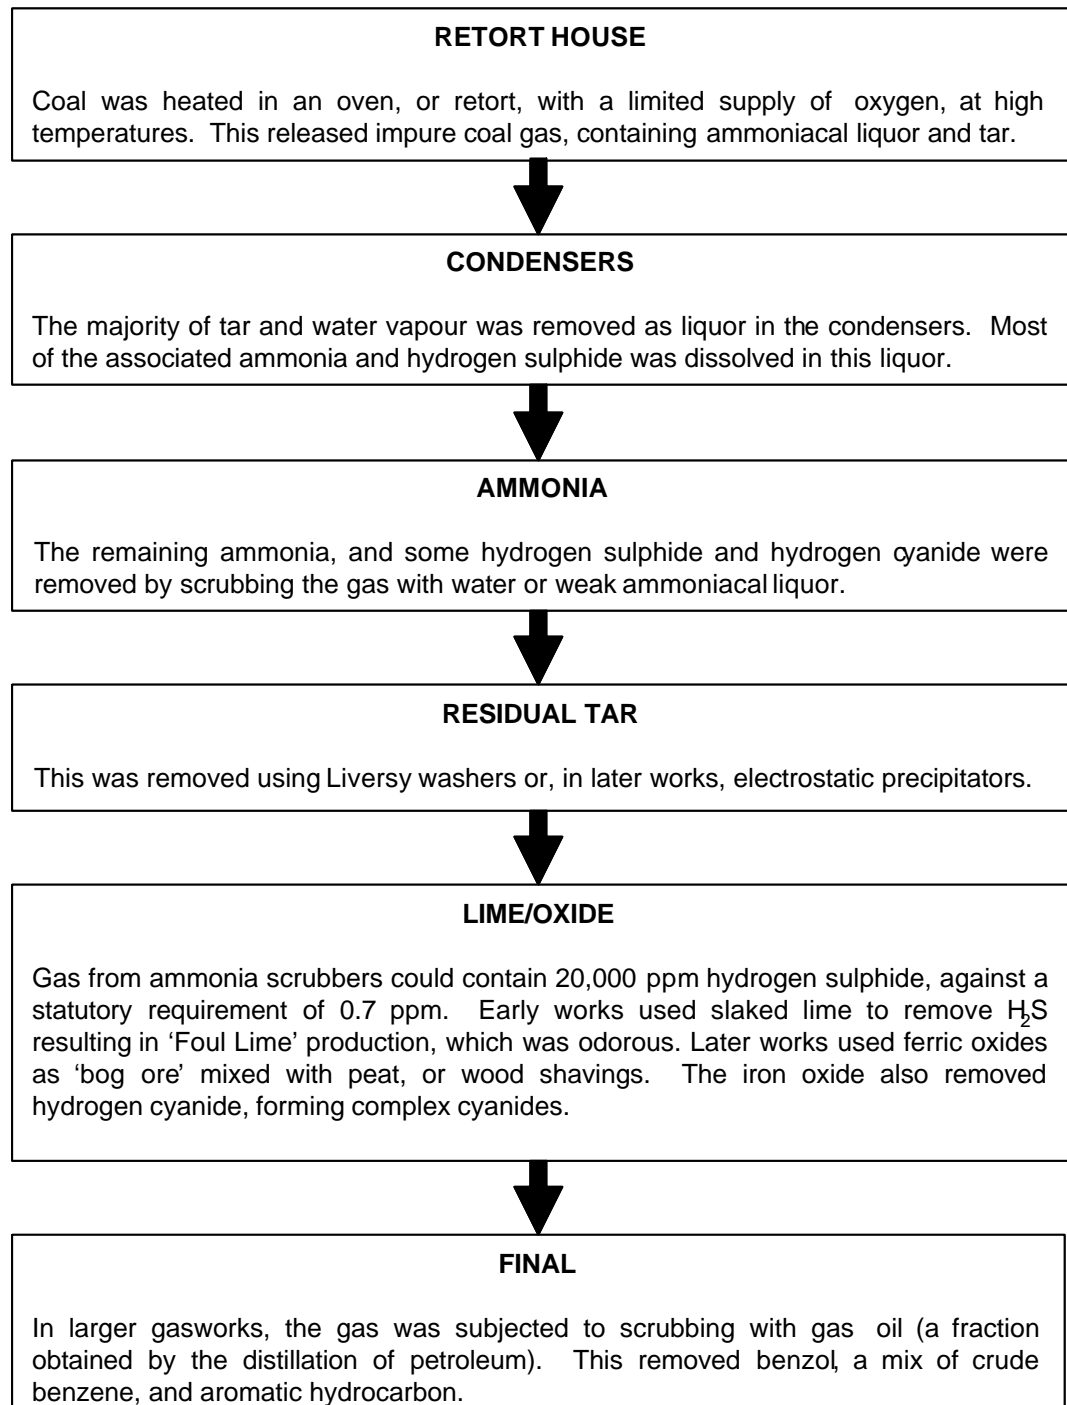 RETORT HOUSE
Coal was heated in an oven, or retort, with a limited supply of oxygen, at high
temperatures. This released impure coal gas, containing ammoniacal liquor and tar.
CONDENSERS
The majority of tar and water vapour was removed as liquor in the condensers. Most
of the associated ammonia and hydrogen sulphide was dissolved in this liquor.
AMMONIA
The remaining ammonia, and some hydrogen sulphide and hydrogen cyanide were
removed by scrubbing the gas with water or weak ammoniacal liquor.
RESIDUAL TAR
This was removed using Liversy washers or, in later works, electrostatic precipitators.
LIME/OXIDE
Gas from ammonia scrubbers could contain 20,000 ppm hydrogen sulphide, against a
statutory requirement of 0.7 ppm. Early works used slaked lime to remove H₂S
resulting in ‘Foul Lime’ production, which was odorous. Later works used ferric oxides
as ‘bog ore’ mixed with peat, or wood shavings. The iron oxide also removed
hydrogen cyanide, forming complex cyanides.
FINAL
In larger gasworks, the gas was subjected to scrubbing with gas oil (a fraction
obtained by the distillation of petroleum). This removed benzol, a mix of crude
benzene, and aromatic hydrocarbon.